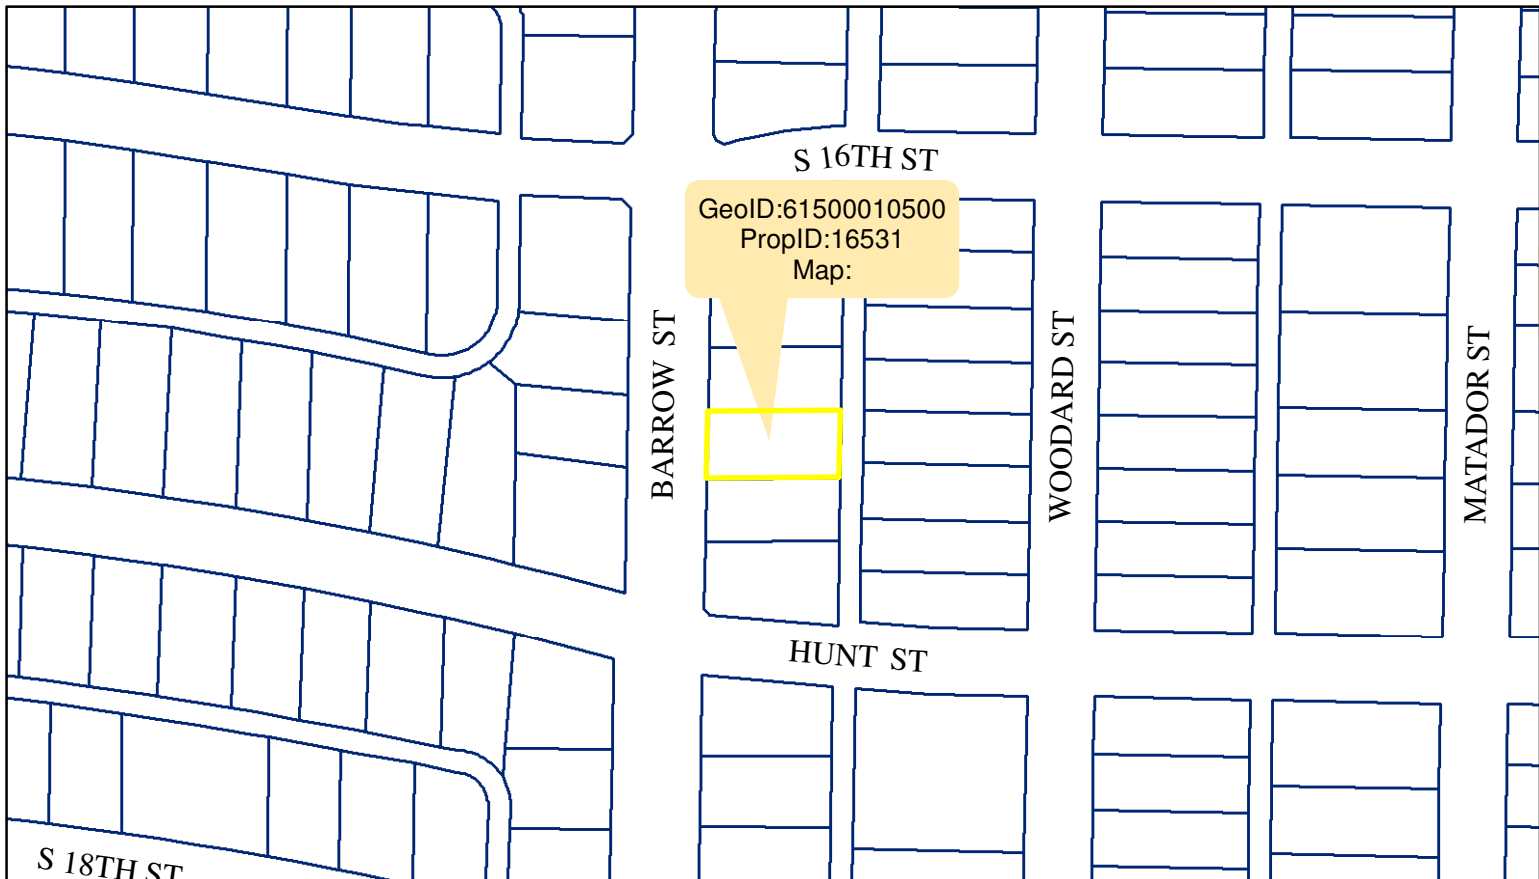 S 16TH ST
GeoID:61500010500
PropID:16531
Map:
BARROW ST
WOODARD ST
MATADOR ST
HUNT ST
S 18TH ST